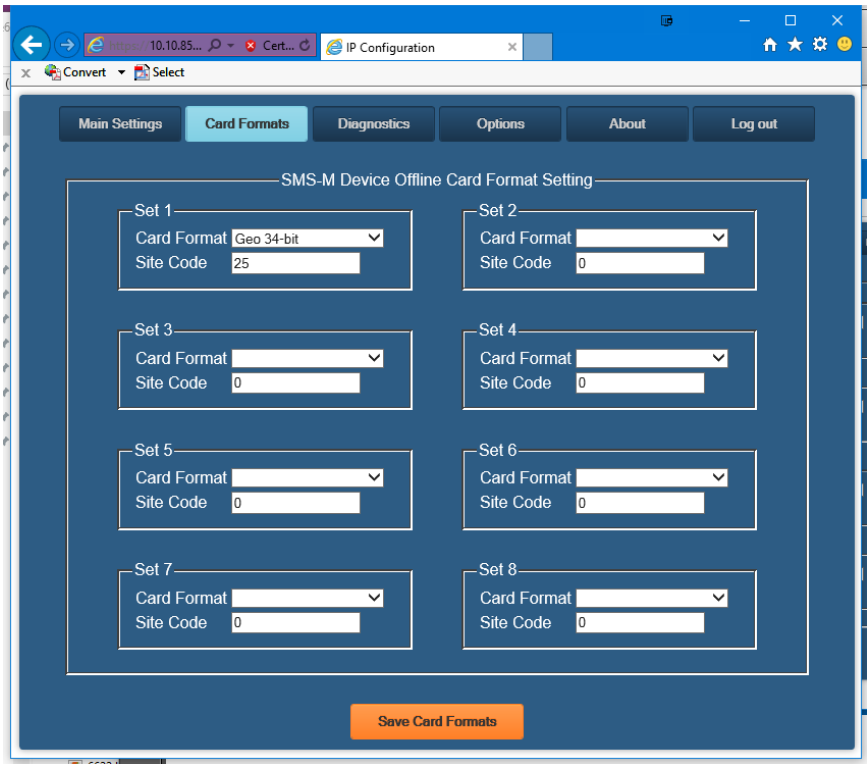 10.10.85... Cert... IP Configuration
Convert Select
Main Settings Card Formats Diagnostics Options About Log out
SMS-M Device Offline Card Format Setting
Set 1 Set 2
Card Format Geo 34-bit Card Format
Site Code 25 Site Code 0
Set 3 Set 4
Card Format Card Format
Site Code 0 Site Code 0
Set 5 Set 6
Card Format Card Format
Site Code 0 Site Code 0
Set 7 Set 8
Card Format Card Format
Site Code 0 Site Code 0
Save Card Formats